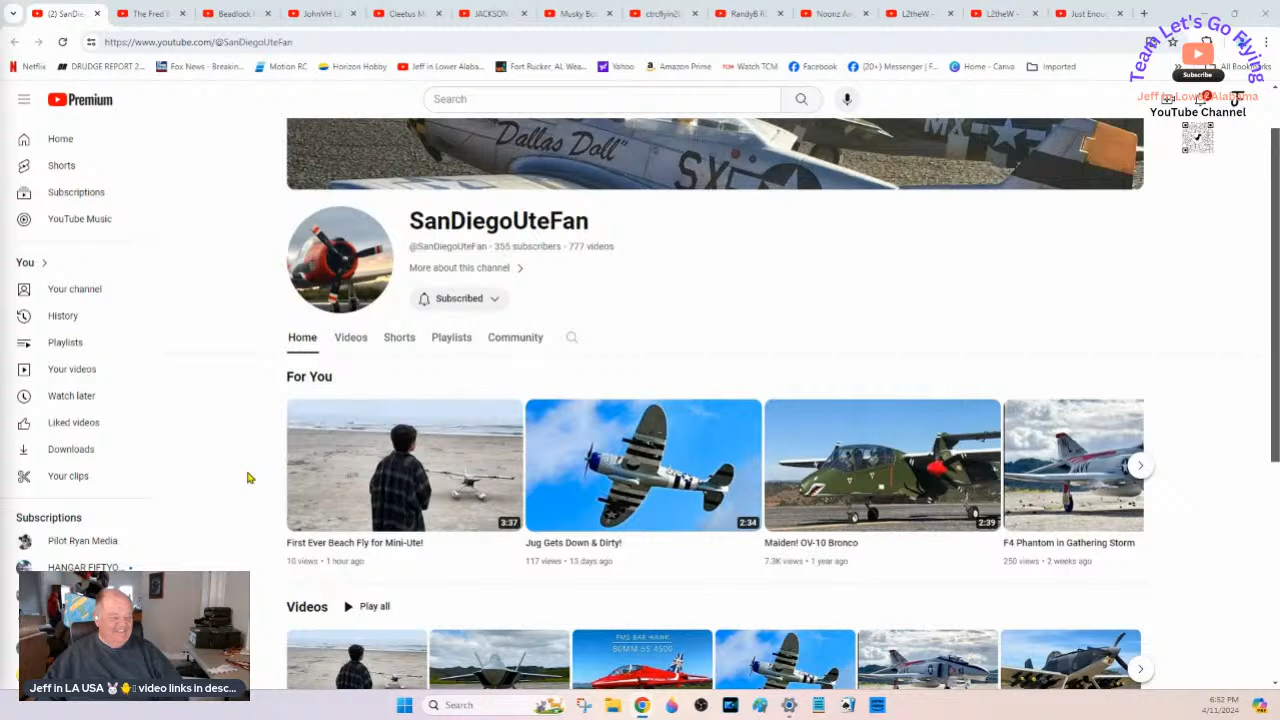 (2) SanDi
The Fred
Beadlock
JohnVH
Cleetus M
JACKSON
Musky Bo
ctrcflyin2l
RandyB R
Noonz A
L2theW -
L2theW -
Just Enoug
https://www.youtube.com/@SanDiegoUteFan
Netflix
DRUDGE REPORT 2...
Fox News - Breakin...
Motion RC
Horizon Hobby
Jeff in Lower Alaba...
Fort Rucker, AL Wea...
Yahoo
Amazon Prime
Watch TCM
Facebook
(20+) Messenger | F...
Home - Canva
Imported
All Bookmarks
Team Let's Go Flying
Subscribe
Jeff in Lower Alabama
YouTube Channel
Premium
Search
Home
Shorts
Subscriptions
YouTube Music
You
Your channel
History
Playlists
Your videos
Watch later
Liked videos
Downloads
Your clips
Subscriptions
Pilot Ryan Media
HANGAR FIFTYO...
Dallas Doll"
SX
SanDiegoUteFan
@SanDiegoUteFan · 355 subscribers · 777 videos
More about this channel
Subscribed
Home Videos Shorts Playlists Community
For You
3:37
2:34
2:39
First Ever Beach Fly for Mini-Ute!
10 views · 1 hour ago
Jug Gets Down & Dirty!
117 views · 13 days ago
Maiden! OV-10 Bronco
7.3K views · 1 year ago
F4 Phantom in Gathering Storm
250 views · 2 weeks ago
Videos
Play all
FMS BAE HAWK
80MM 6S 4500
Jeff in LA USA 🐰🐥 video links in desc...
Search
6:52 PM
4/11/2024